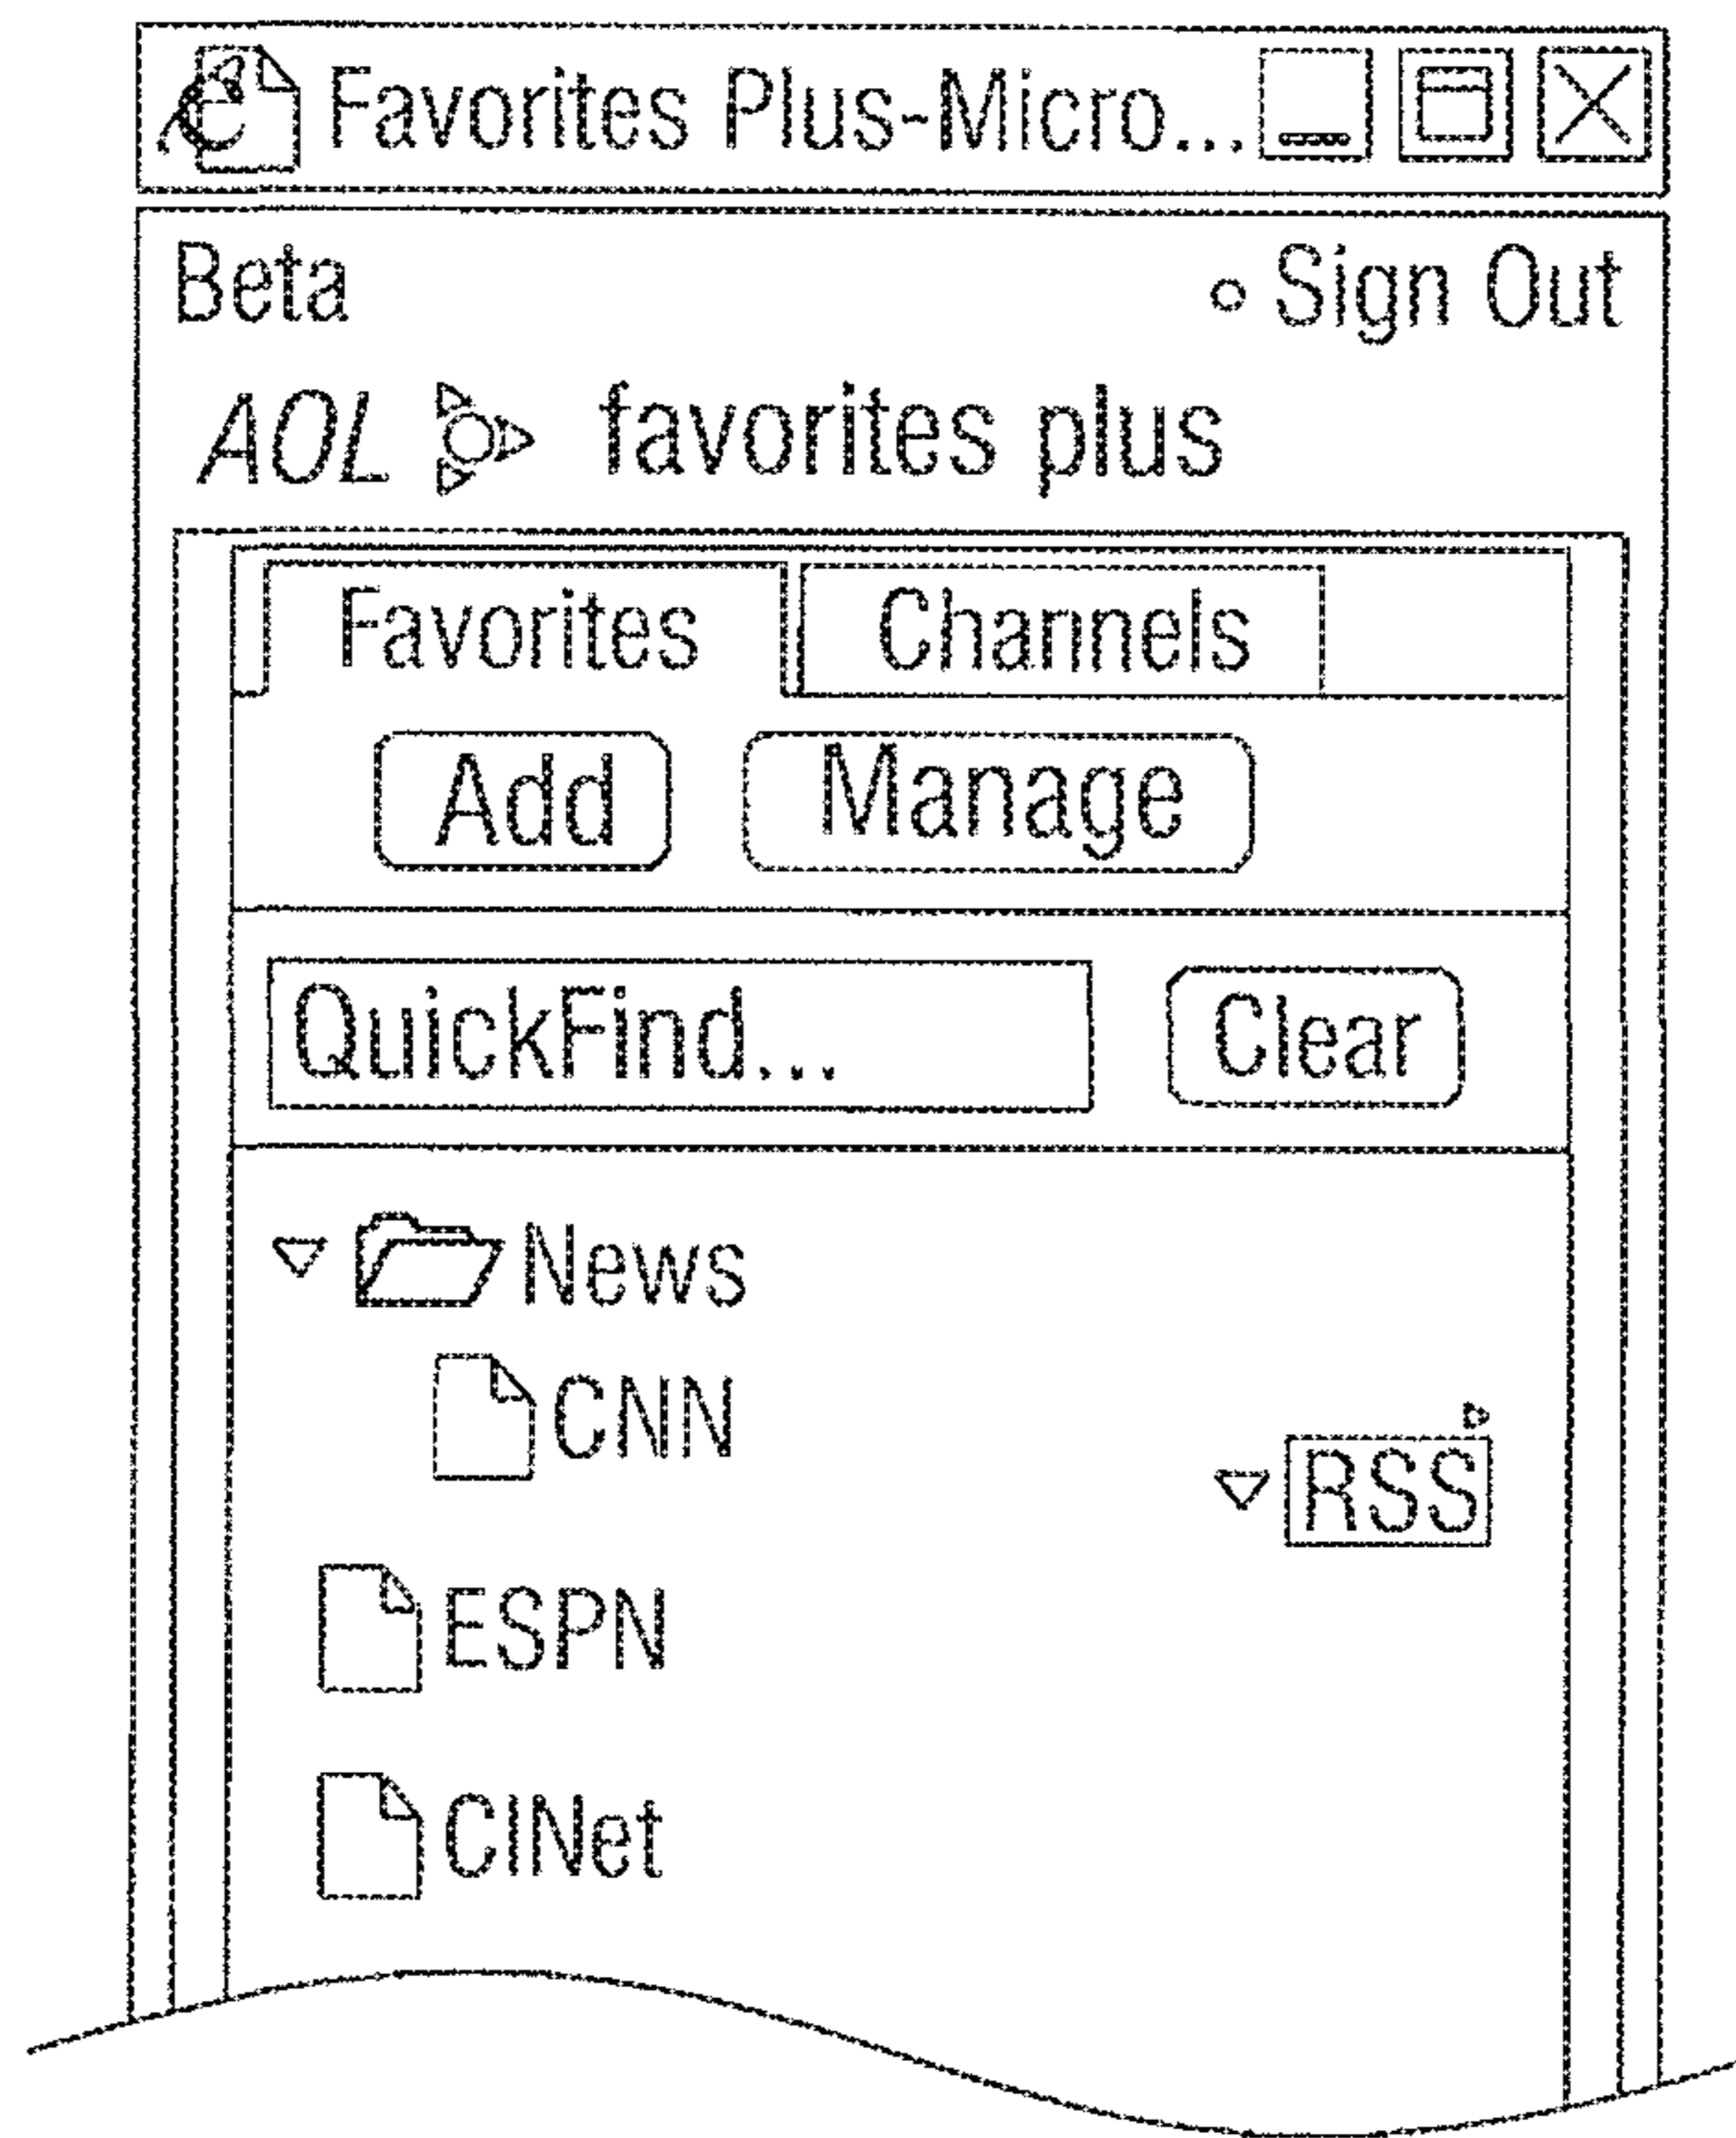 Favorites Plus-Micro...
Beta
Sign Out
AOL favorites plus
Favorites Channels
Add Manage
QuickFind... Clear
News
CNN
RSS
ESPN
CINet